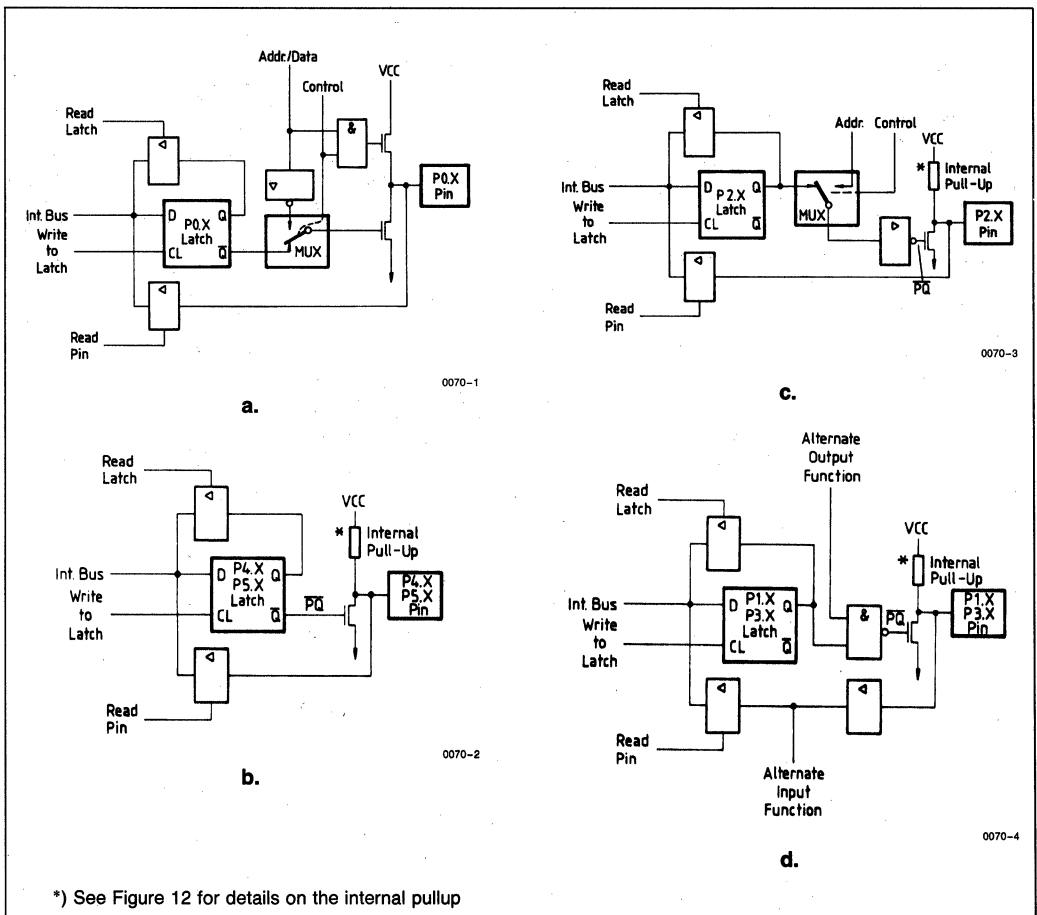 Addr./Data
Control
VCC
Read
Latch
&
P0.X
Pin
Int. Bus
D P0.X Q
Latch
Write
to
Latch
CL Q̅
MUX
Read
Pin
0070-1
a.
Read
Latch
Addr. Control
VCC
* Internal
Pull-Up
Int. Bus
D P2.X Q
Latch
Write
to
Latch
CL Q̅
MUX
P2.X
Pin
P̅Q̅
Read
Pin
0070-3
c.
Read
Latch
VCC
* Internal
Pull-Up
Int. Bus
D P4.X Q
P5.X
Latch
Write
to
Latch
CL Q̅
P̅Q̅
P4.X
P5.X
Pin
Read
Pin
0070-2
b.
Alternate
Output
Function
Read
Latch
VCC
* Internal
Pull-Up
Int. Bus
D P1.X Q
P3.X
Latch
Write
to
Latch
CL Q̅
&
P̅Q̅
P1.X
P3.X
Pin
Read
Pin
Alternate
Input
Function
0070-4
d.
*) See Figure 12 for details on the internal pullup